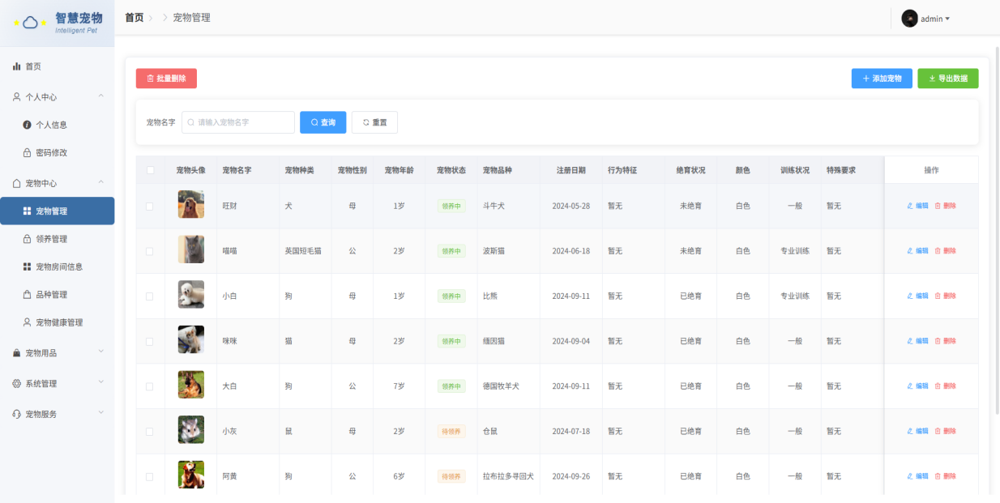 智慧宠物
Intelligent Pet
首页 宠物管理
admin
首页
个人中心
个人信息
密码修改
宠物中心
宠物管理
领养管理
宠物房间信息
品种管理
宠物健康管理
宠物用品
系统管理
宠物服务
批量删除 添加宠物 导出数据
宠物名字 请输入宠物名字 查询 重置
宠物头像 宠物名字 宠物种类 宠物性别 宠物年龄 宠物状态 宠物品种 注册日期 行为特征 绝育状况 颜色 训练状况 特殊要求 操作
旺财 犬 母 1岁 领养中 斗牛犬 2024-05-28 暂无 未绝育 白色 一般 暂无 编辑 删除
喵喵 英国短毛猫 公 2岁 领养中 波斯猫 2024-06-18 暂无 未绝育 白色 专业训练 暂无 编辑 删除
小白 狗 母 1岁 领养中 比熊 2024-09-11 暂无 已绝育 白色 专业训练 暂无 编辑 删除
咪咪 猫 母 2岁 领养中 缅因猫 2024-09-04 暂无 已绝育 白色 一般 暂无 编辑 删除
大白 狗 公 7岁 领养中 德国牧羊犬 2024-09-11 暂无 已绝育 白色 一般 暂无 编辑 删除
小灰 鼠 母 2岁 待领养 仓鼠 2024-07-18 暂无 已绝育 白色 一般 暂无 编辑 删除
阿黄 狗 公 6岁 待领养 拉布拉多寻回犬 2024-09-26 暂无 已绝育 白色 一般 暂无 编辑 删除